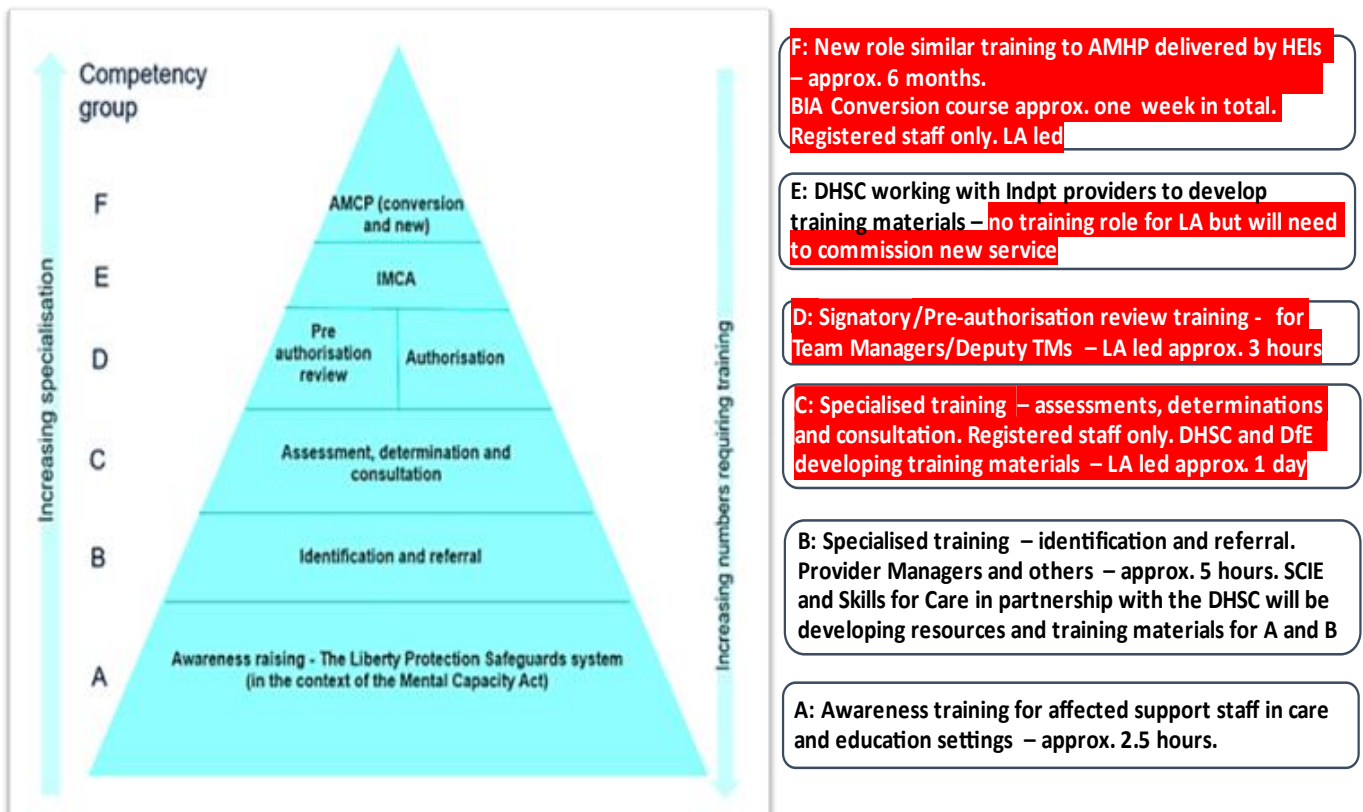 Competency
group
F
E
D
C
B
A
Increasing specialisation
AMCP (conversion
and new)
IMCA
Pre
authorisation
review
Authorisation
Assessment, determination and
consultation
Identification and referral
Awareness raising - The Liberty Protection Safeguards system
(in the context of the Mental Capacity Act)
Increasing numbers requiring training
F: New role similar training to AMHP delivered by HEIs
– approx. 6 months.
BIA Conversion course approx. one week in total.
Registered staff only. LA led
E: DHSC working with Indpt providers to develop
training materials – no training role for LA but will need
to commission new service
D: Signatory/Pre-authorisation review training - for
Team Managers/Deputy TMs – LA led approx. 3 hours
C: Specialised training – assessments, determinations
and consultation. Registered staff only. DHSC and DfE
developing training materials – LA led approx. 1 day
B: Specialised training – identification and referral.
Provider Managers and others – approx. 5 hours. SCIE
and Skills for Care in partnership with the DHSC will be
developing resources and training materials for A and B
A: Awareness training for affected support staff in care
and education settings – approx. 2.5 hours.